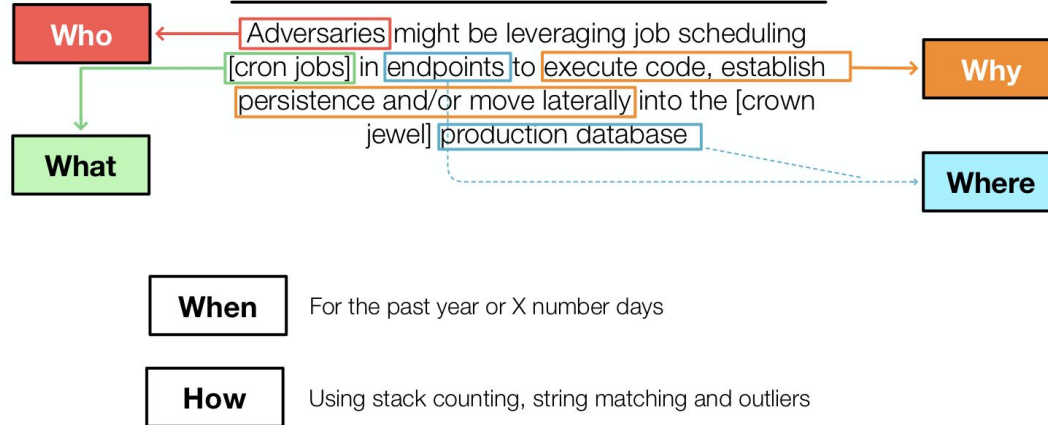 Who
Adversaries might be leveraging job scheduling
[cron jobs] in endpoints to execute code, establish
Why
persistence and/or move laterally into the [crown
jewel] production database
What
Where
When
For the past year or X number days
How
Using stack counting, string matching and outliers